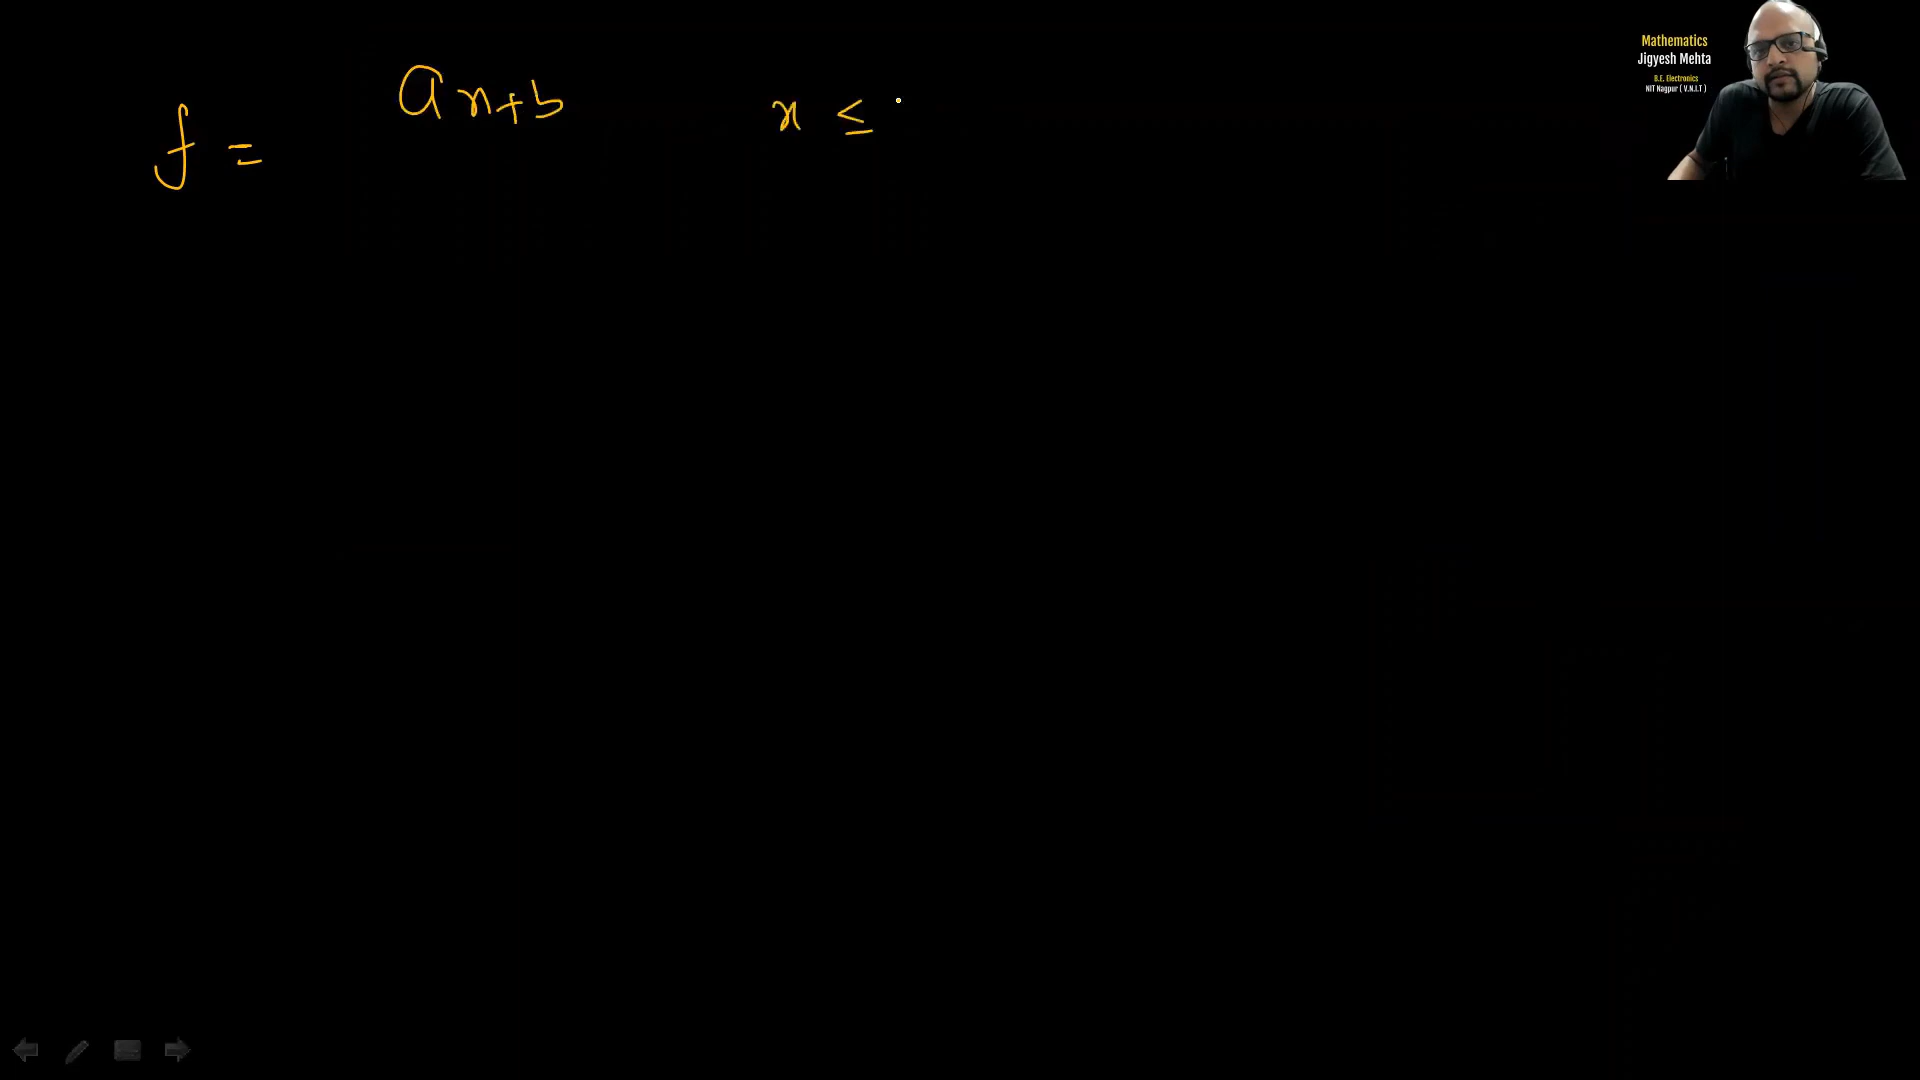 f = ax+b x ≤
Mathematics
Jigyesh Mehta
B.E. Electronics
NIT Nagpur ( V.N.I.T )